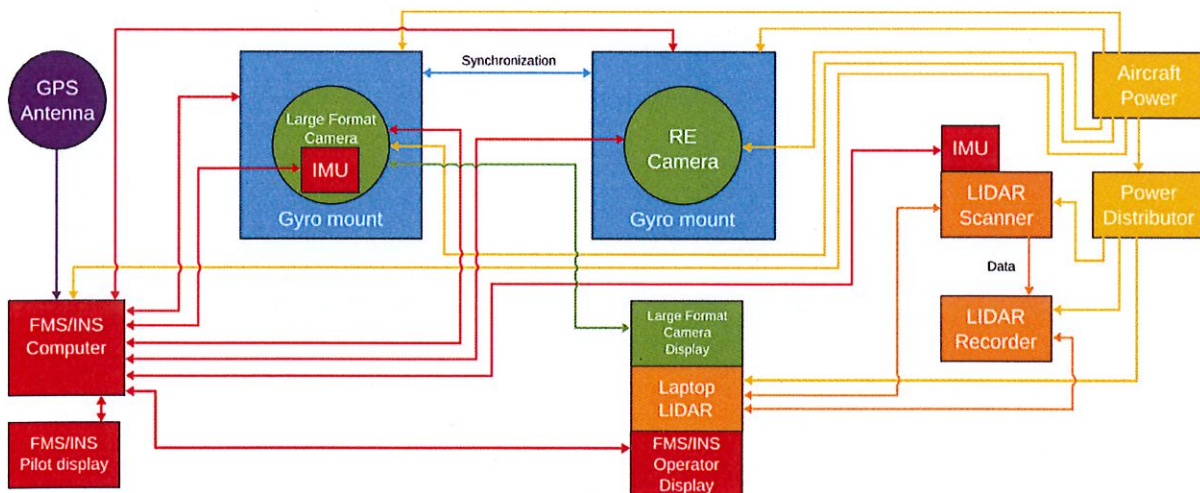 GPS
Antenna
Large Format
Camera
IMU
Gyro mount
Synchronization
RE
Camera
Gyro mount
Aircraft
Power
IMU
LIDAR
Scanner
Power
Distributor
Data
FMS/INS
Computer
Large Format
Camera
Display
LIDAR
Recorder
Laptop
LIDAR
FMS/INS
Pilot display
FMS/INS
Operator
Display